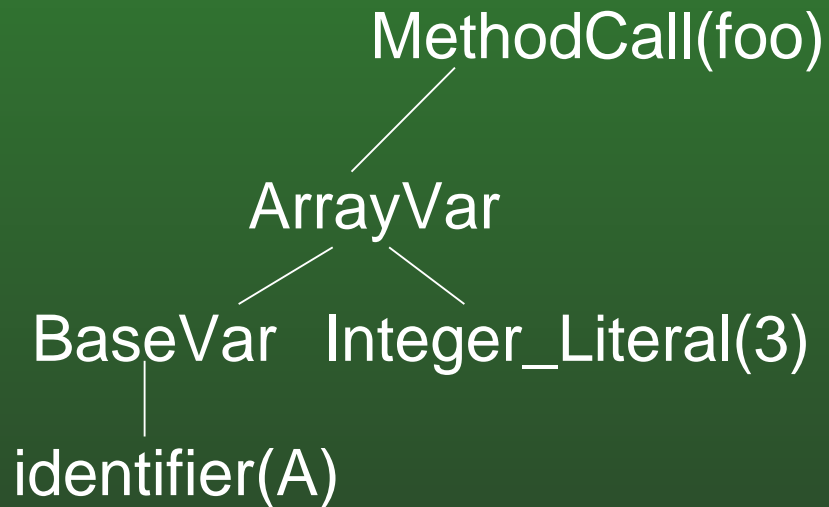 MethodCall(foo)
ArrayVar
BaseVar Integer_Literal(3)
identifier(A)